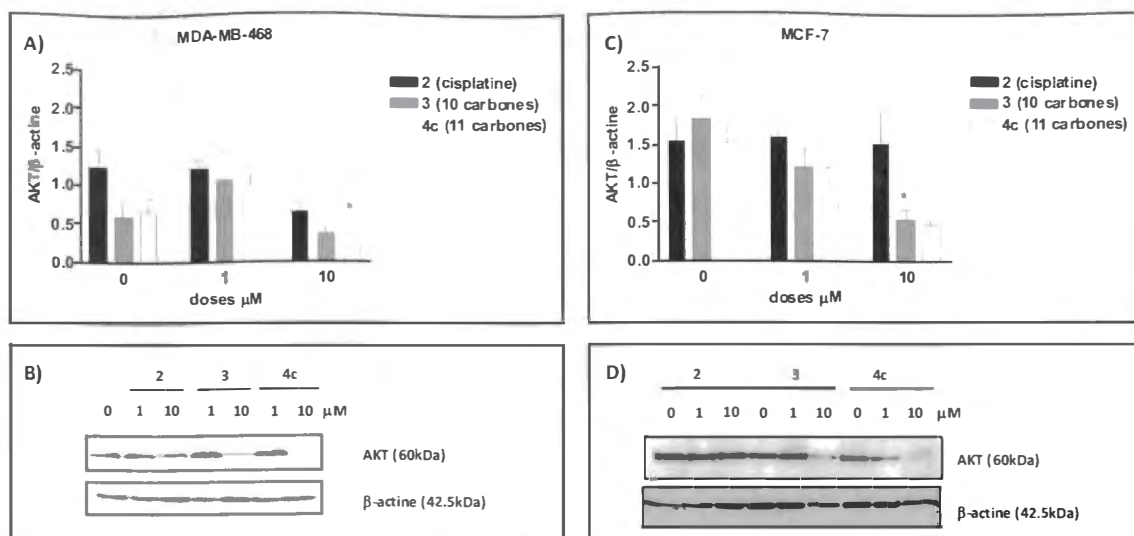 A)
MDA-MB-468
2.5
2.0
1.5
1.0
0.5
0.0
AKT/β-actine
0 1 10
doses μM
2 (cisplatine)
3 (10 carbones)
4c (11 carbones)
C)
MCF-7
2.5
2.0
1.5
1.0
0.5
0.0
AKT/β-actine
0 1 10
doses μM
2 (cisplatine)
3 (10 carbones)
4c (11 carbones)
B)
2 3 4c
0 1 10 1 10 1 10 μM
AKT (60kDa)
β-actine (42.5kDa)
D)
2 3 4c
0 1 10 0 1 10 0 1 10 μM
AKT (60kDa)
β-actine (42.5kDa)